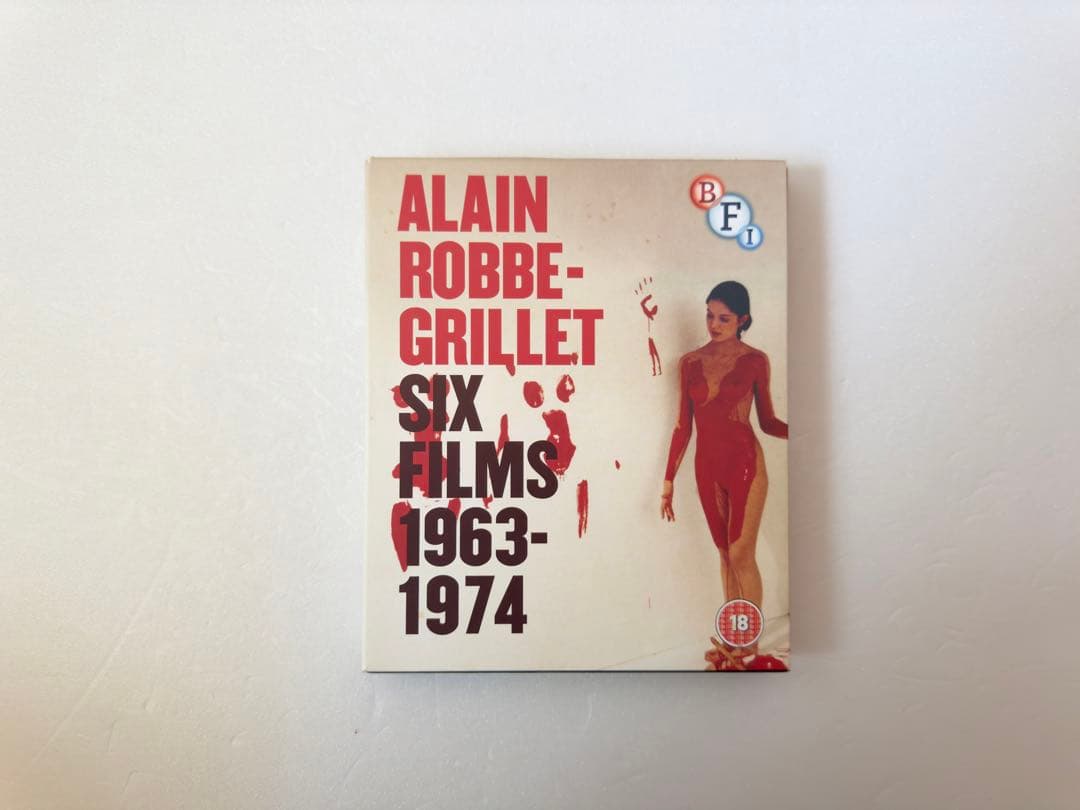 ALAIN
ROBBE-
GRILLET
SIX
FILMS
1963-
1974
BFI
18